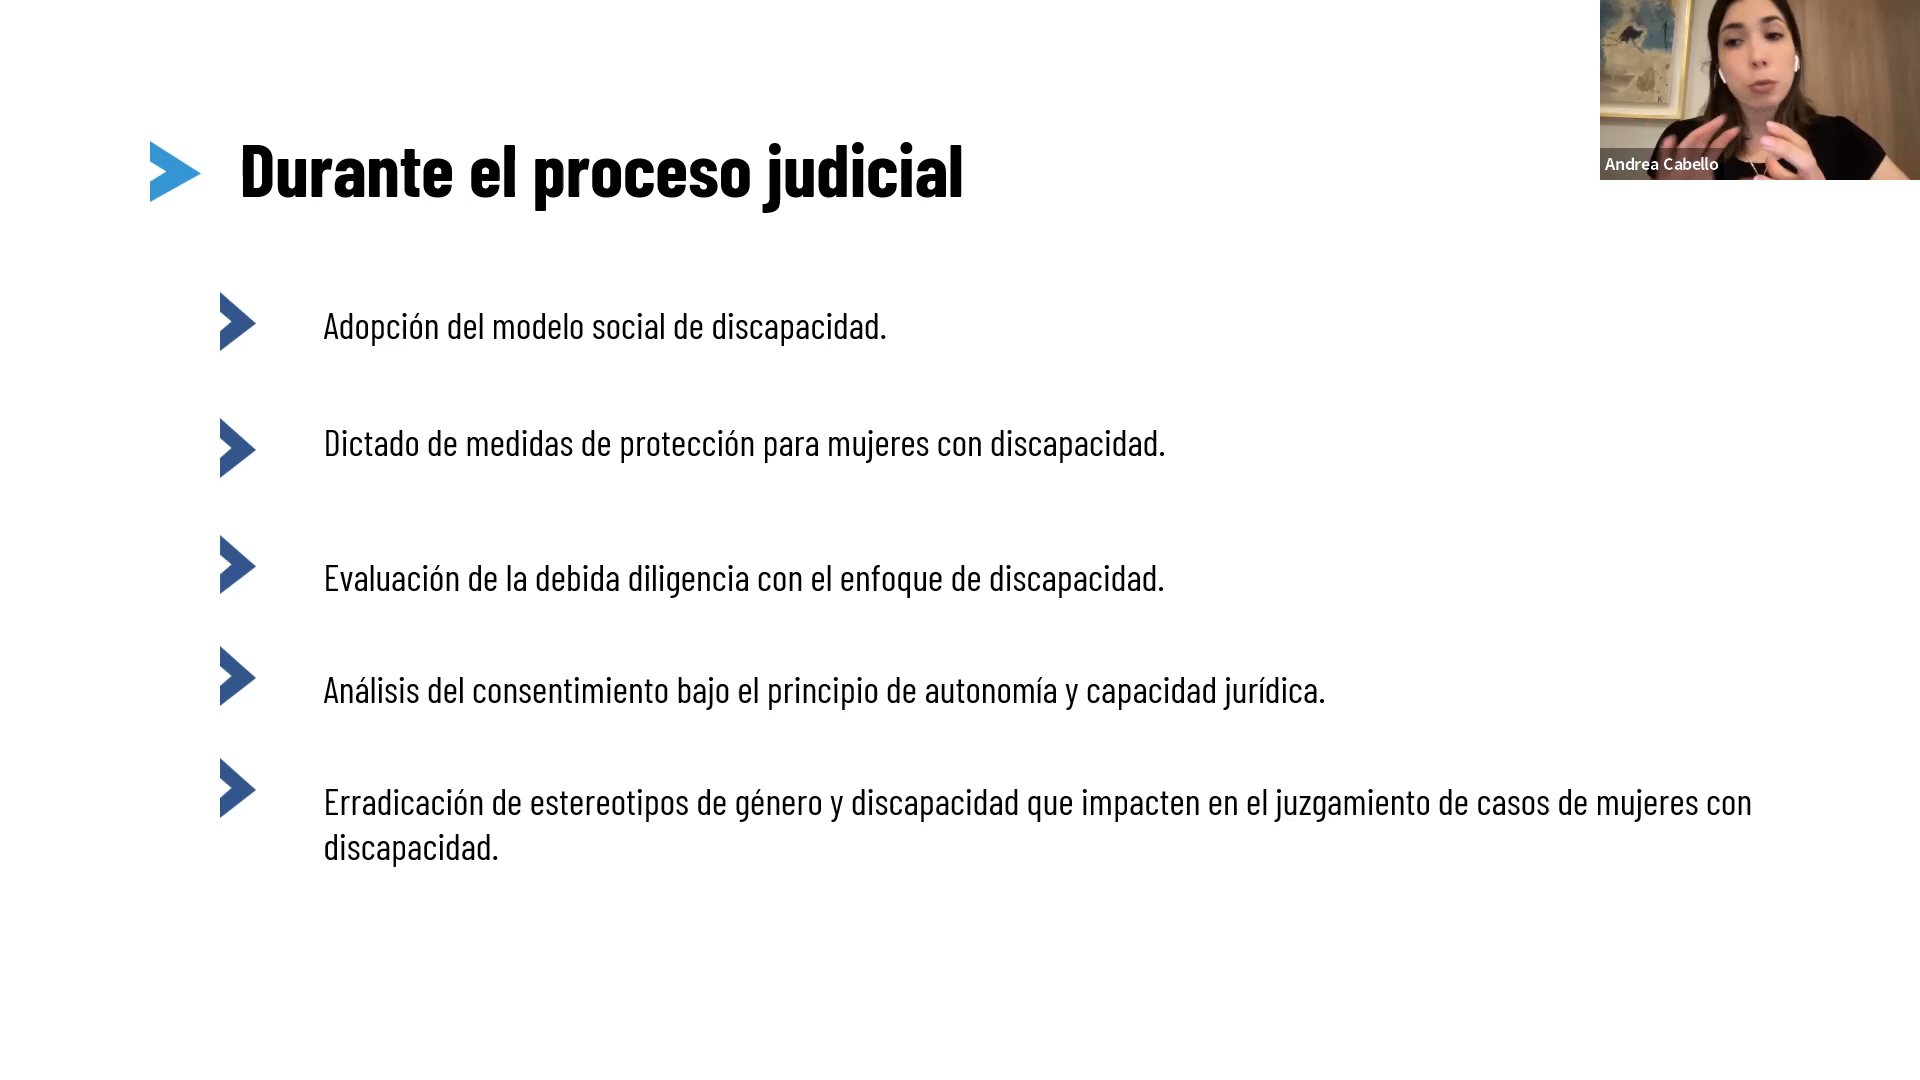 Durante el proceso judicial
Andrea Cabello
Adopción del modelo social de discapacidad.
Dictado de medidas de protección para mujeres con discapacidad.
Evaluación de la debida diligencia con el enfoque de discapacidad.
Análisis del consentimiento bajo el principio de autonomía y capacidad jurídica.
Erradicación de estereotipos de género y discapacidad que impacten en el juzgamiento de casos de mujeres con
discapacidad.